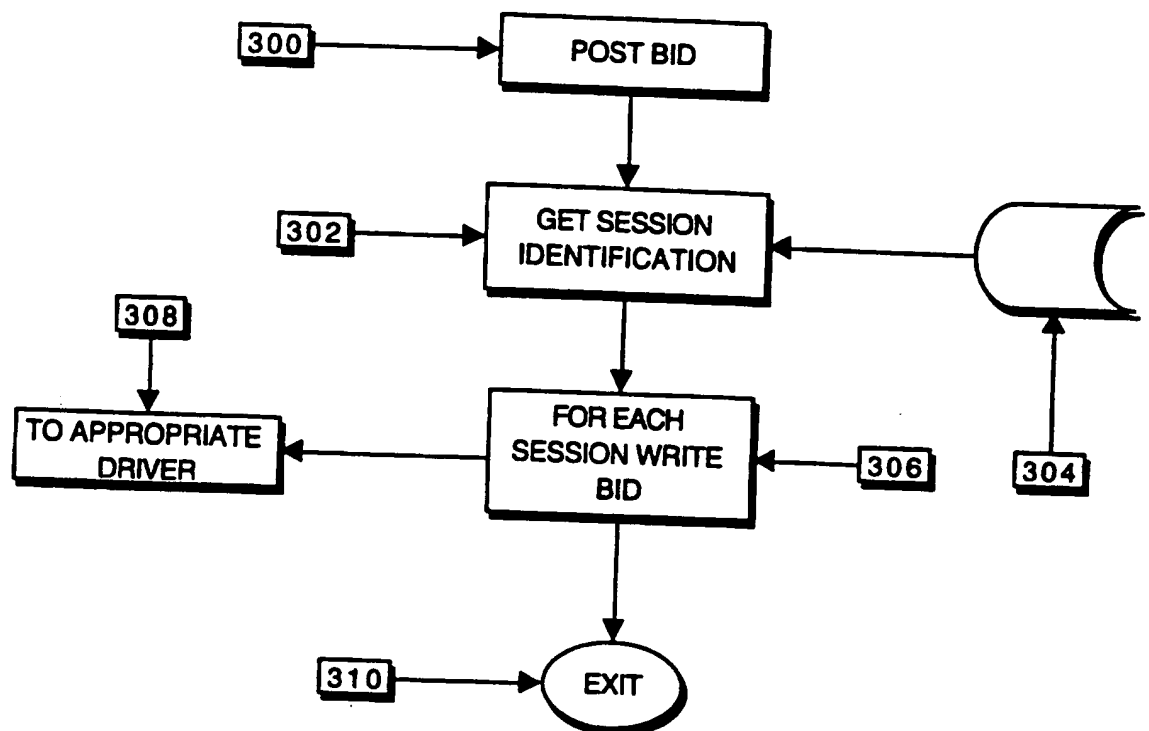 300
POST BID
302
GET SESSION
IDENTIFICATION
308
TO APPROPRIATE
DRIVER
FOR EACH
SESSION WRITE
BID
306
304
310
EXIT